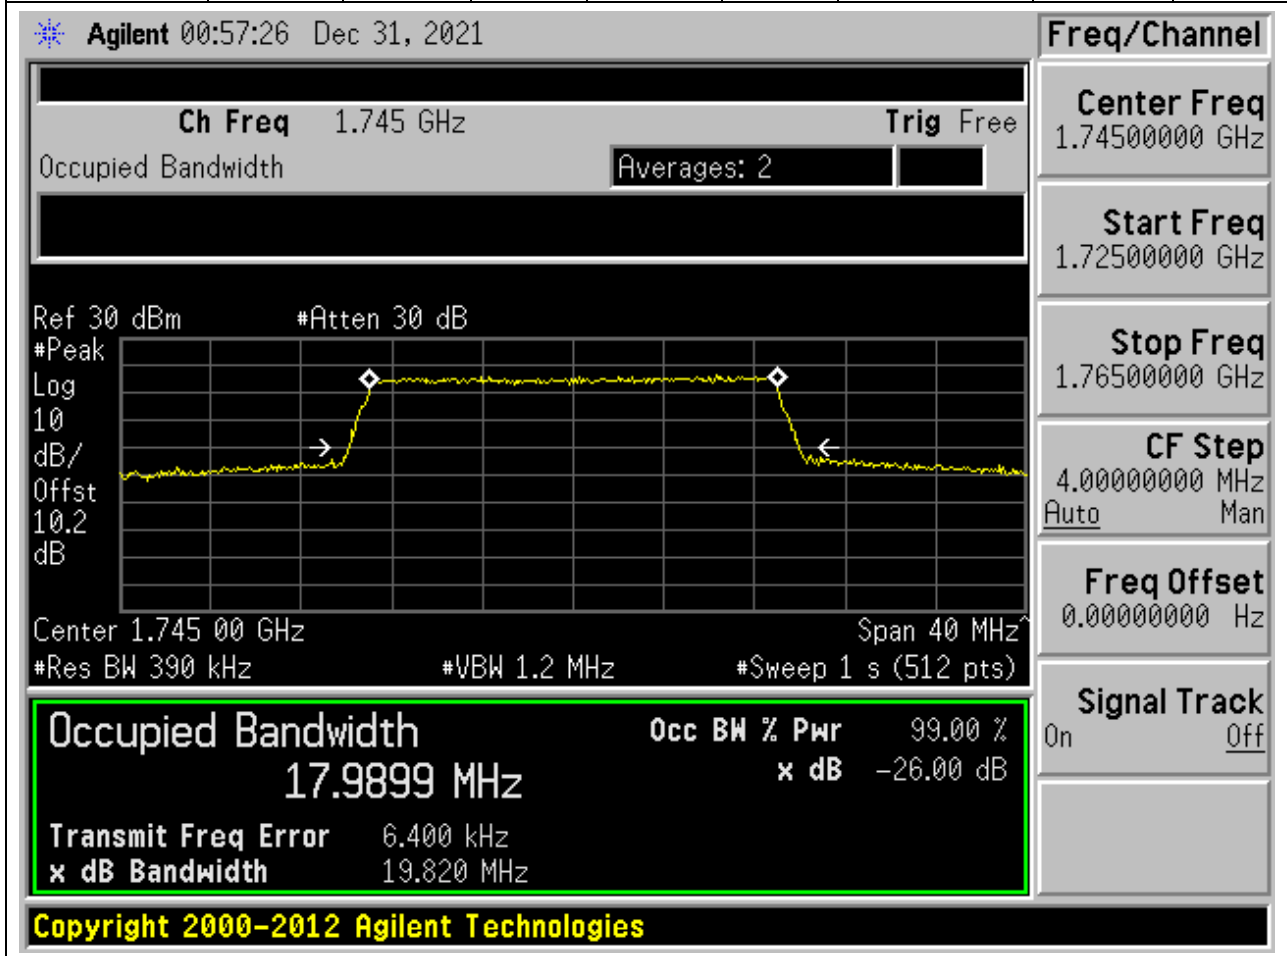 Agilent 00:57:26 Dec 31, 2021
Freq/Channel
Ch Freq 1.745 GHz Trig Free
Occupied Bandwidth Averages: 2
Ref 30 dBm #Atten 30 dB
#Peak
Log
10
dB/
Offst
10.2
dB
Center 1.745 00 GHz Span 40 MHz^
#Res BW 390 kHz #VBW 1.2 MHz #Sweep 1 s (512 pts)
Occupied Bandwidth Occ BW % Pwr 99.00 %
17.9899 MHz x dB -26.00 dB
Transmit Freq Error 6.400 kHz
x dB Bandwidth 19.820 MHz
Copyright 2000-2012 Agilent Technologies
Center Freq
1.74500000 GHz
Start Freq
1.72500000 GHz
Stop Freq
1.76500000 GHz
CF Step
4.00000000 MHz
Auto Man
Freq Offset
0.00000000 Hz
Signal Track
On Off